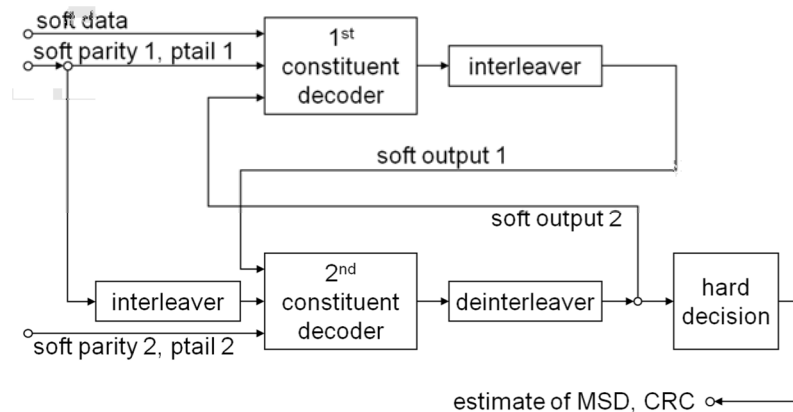 soft data
soft parity 1, ptail 1
1st
constituent
decoder
interleaver
soft output 1
soft output 2
interleaver
2nd
constituent
decoder
deinterleaver
hard
decision
soft parity 2, ptail 2
estimate of MSD, CRC